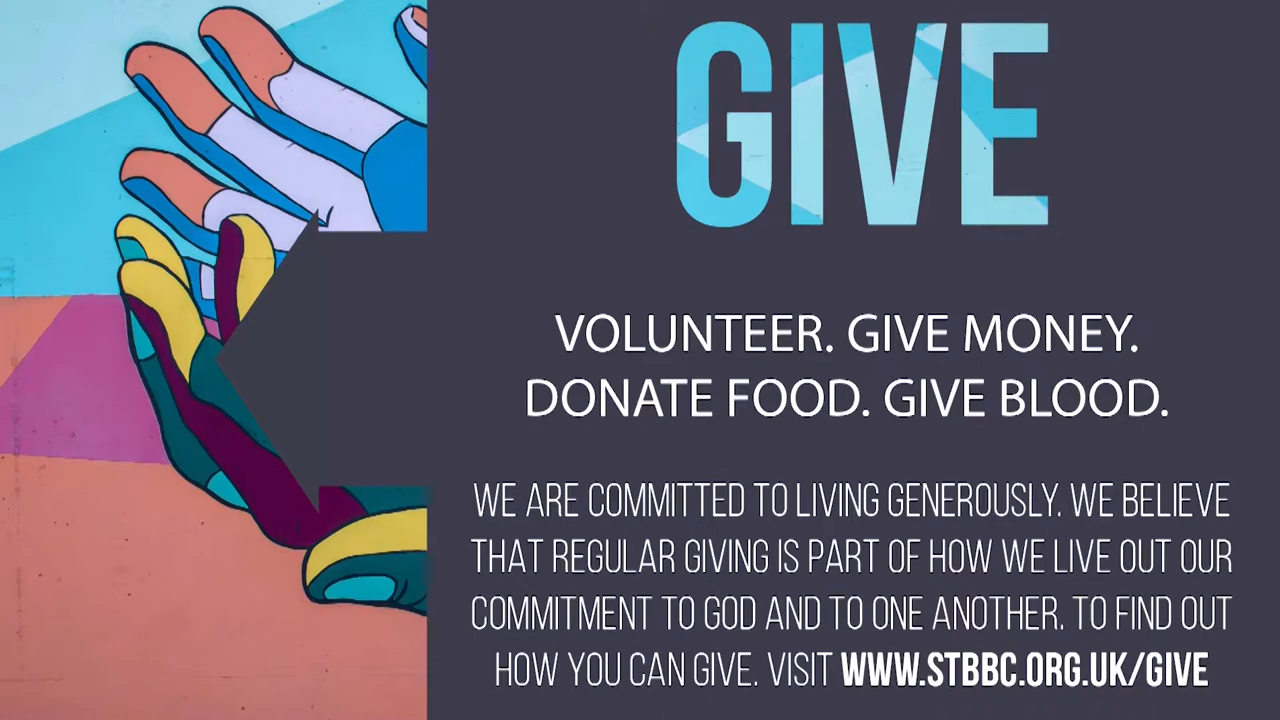 GIVE
VOLUNTEER. GIVE MONEY.
DONATE FOOD. GIVE BLOOD.
WE ARE COMMITTED TO LIVING GENEROUSLY. WE BELIEVE
THAT REGULAR GIVING IS PART OF HOW WE LIVE OUT OUR
COMMITMENT TO GOD AND TO ONE ANOTHER. TO FIND OUT
HOW YOU CAN GIVE. VISIT WWW.STBBC.ORG.UK/GIVE